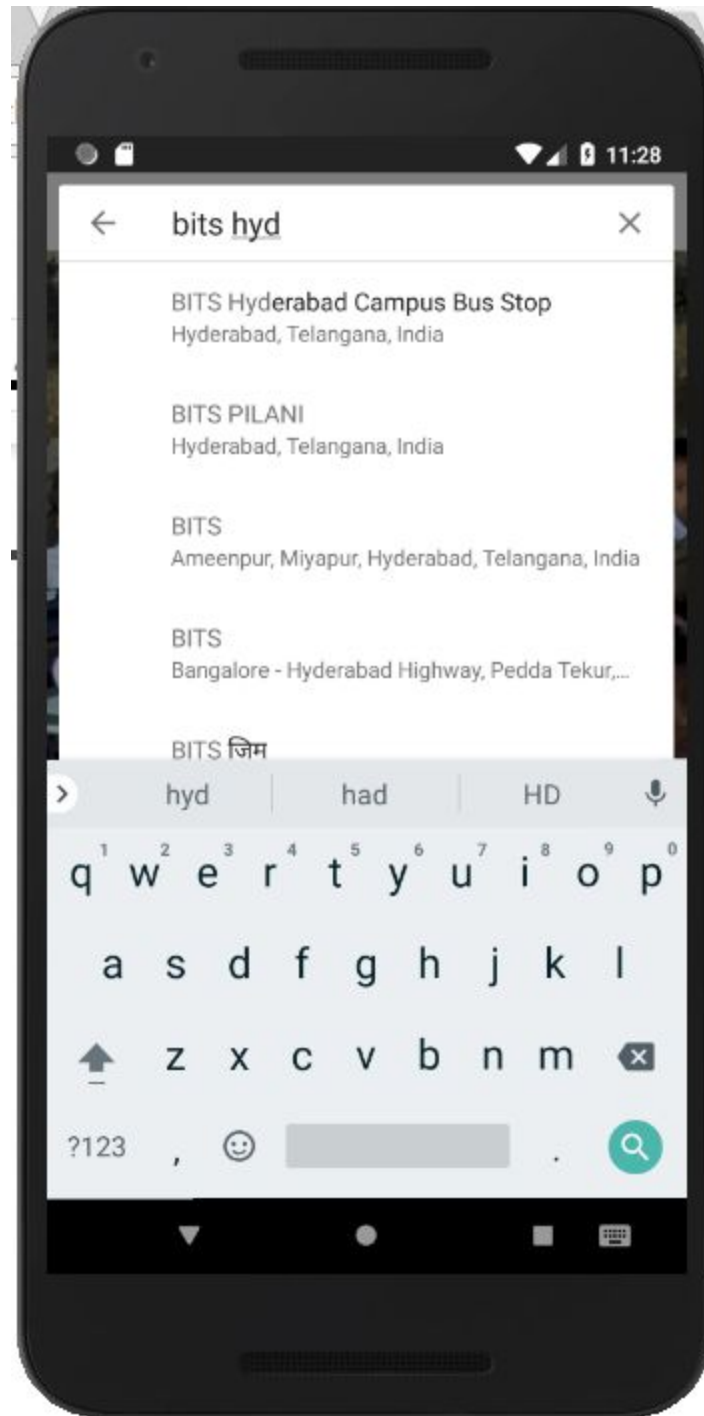 11:28
bits hyd
BITS Hyderabad Campus Bus Stop
Hyderabad, Telangana, India
BITS PILANI
Hyderabad, Telangana, India
BITS
Ameenpur, Miyapur, Hyderabad, Telangana, India
BITS
Bangalore - Hyderabad Highway, Pedda Tekur,...
BITS जिम
hyd had HD
q 1 w 2 e 3 r 4 t 5 y 6 u 7 i 8 o 9 p 0
a s d f g h j k l
z x c v b n m
?123 , .